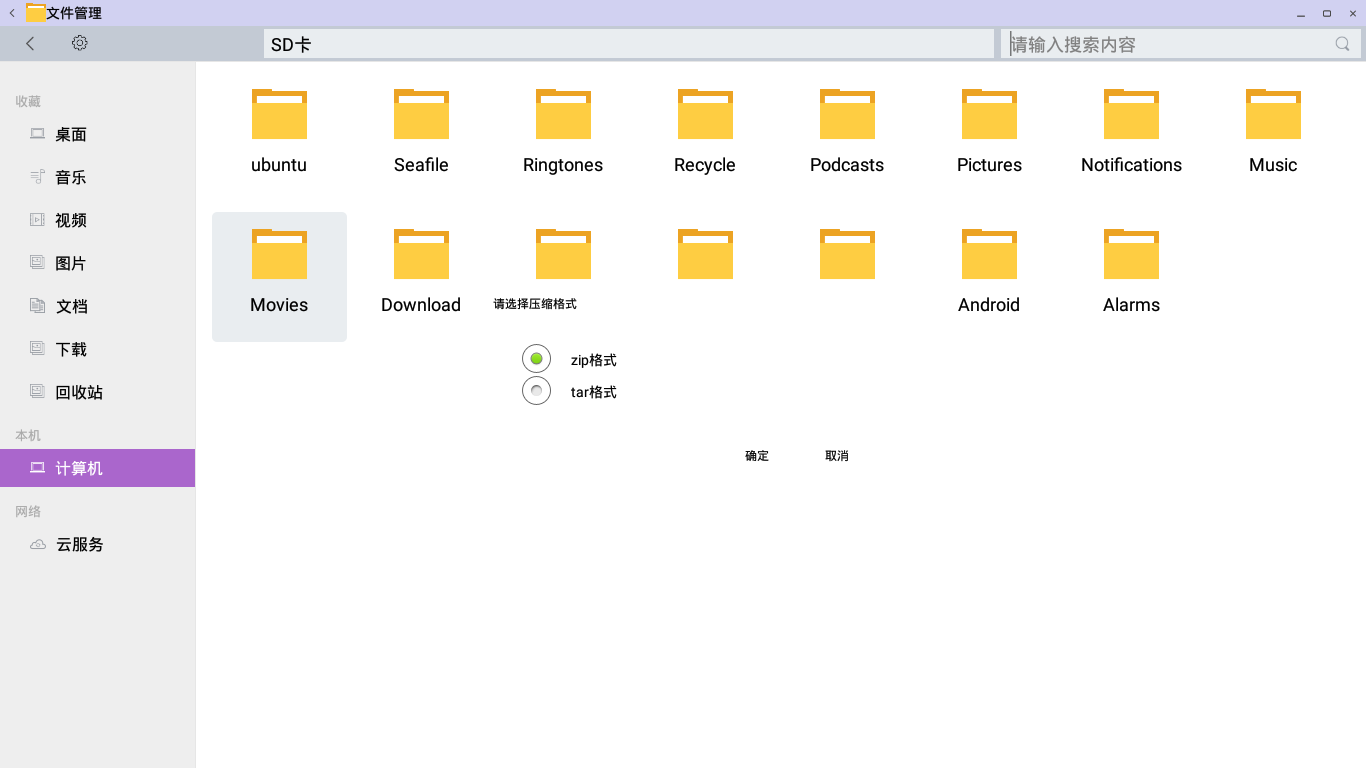 文件管理
SD卡
请输入搜索内容
收藏
桌面
音乐
视频
图片
文档
下载
回收站
本机
计算机
网络
云服务
ubuntu
Seafile
Ringtones
Recycle
Podcasts
Pictures
Notifications
Music
Movies
Download
Android
Alarms
请选择压缩格式
zip格式
tar格式
确定
取消